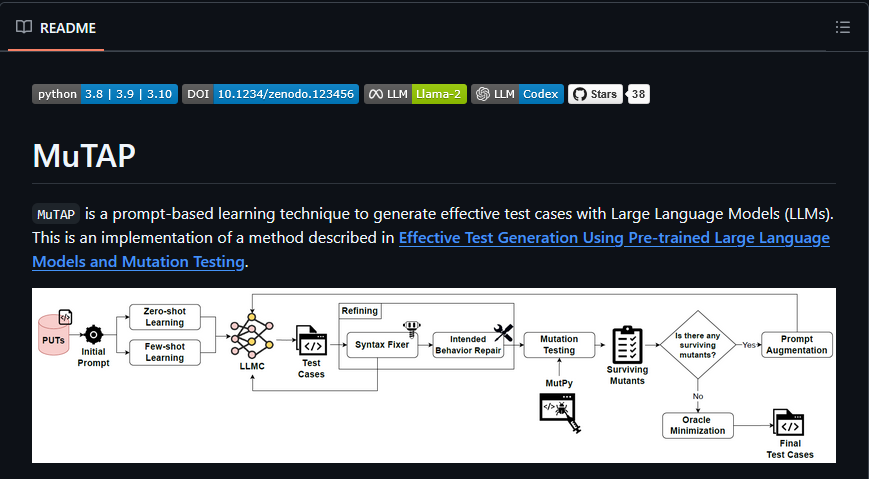 README
python 3.8 | 3.9 | 3.10 DOI 10.1234/zenodo.123456 LLM Llama-2 LLM Codex Stars 38
MuTAP
MuTAP is a prompt-based learning technique to generate effective test cases with Large Language Models (LLMs).
This is an implementation of a method described in Effective Test Generation Using Pre-trained Large Language
Models and Mutation Testing.
PUTs
</>
Initial
Prompt
Zero-shot
Learning
Few-shot
Learning
LLMC
</>
Test
Cases
Refining
Syntax Fixer
Intended
Behavior Repair
Mutation
Testing
MutPy
</>
Surviving
Mutants
Is there any
surviving
mutants?
Yes
Prompt
Augmentation
No
Oracle
Minimization
</>
Final
Test Cases